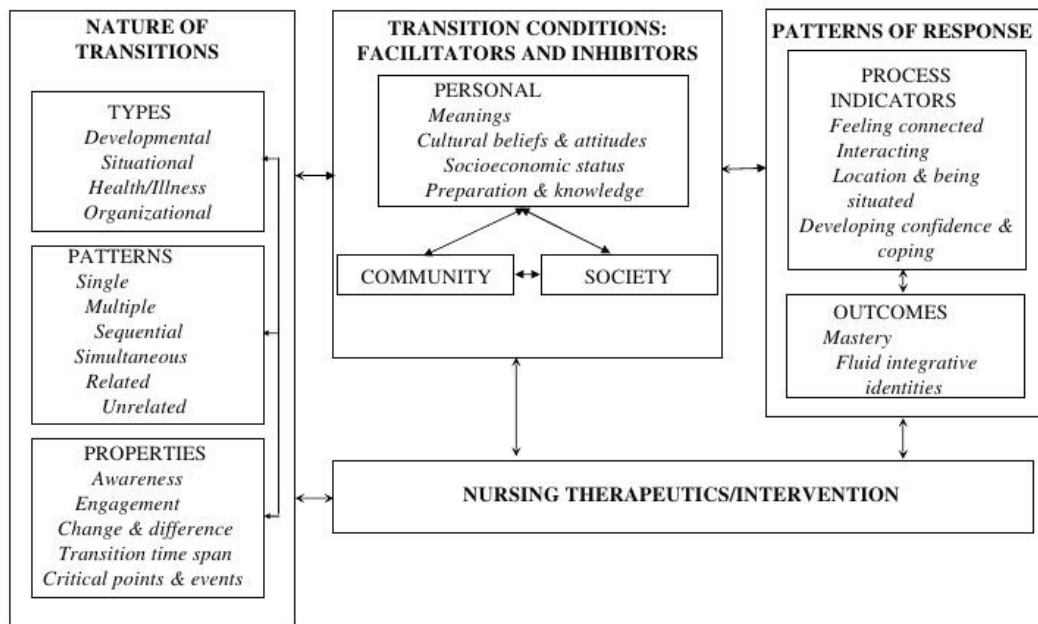 NATURE OF
TRANSITIONS
TYPES
Developmental
Situational
Health/Illness
Organizational
PATTERNS
Single
Multiple
Sequential
Simultaneous
Related
Unrelated
PROPERTIES
Awareness
Engagement
Change & difference
Transition time span
Critical points & events
TRANSITION CONDITIONS:
FACILITATORS AND INHIBITORS
PERSONAL
Meanings
Cultural beliefs & attitudes
Socioeconomic status
Preparation & knowledge
COMMUNITY
SOCIETY
PATTERNS OF RESPONSE
PROCESS
INDICATORS
Feeling connected
Interacting
Location & being
situated
Developing confidence &
coping
OUTCOMES
Mastery
Fluid integrative
identities
NURSING THERAPEUTICS/INTERVENTION